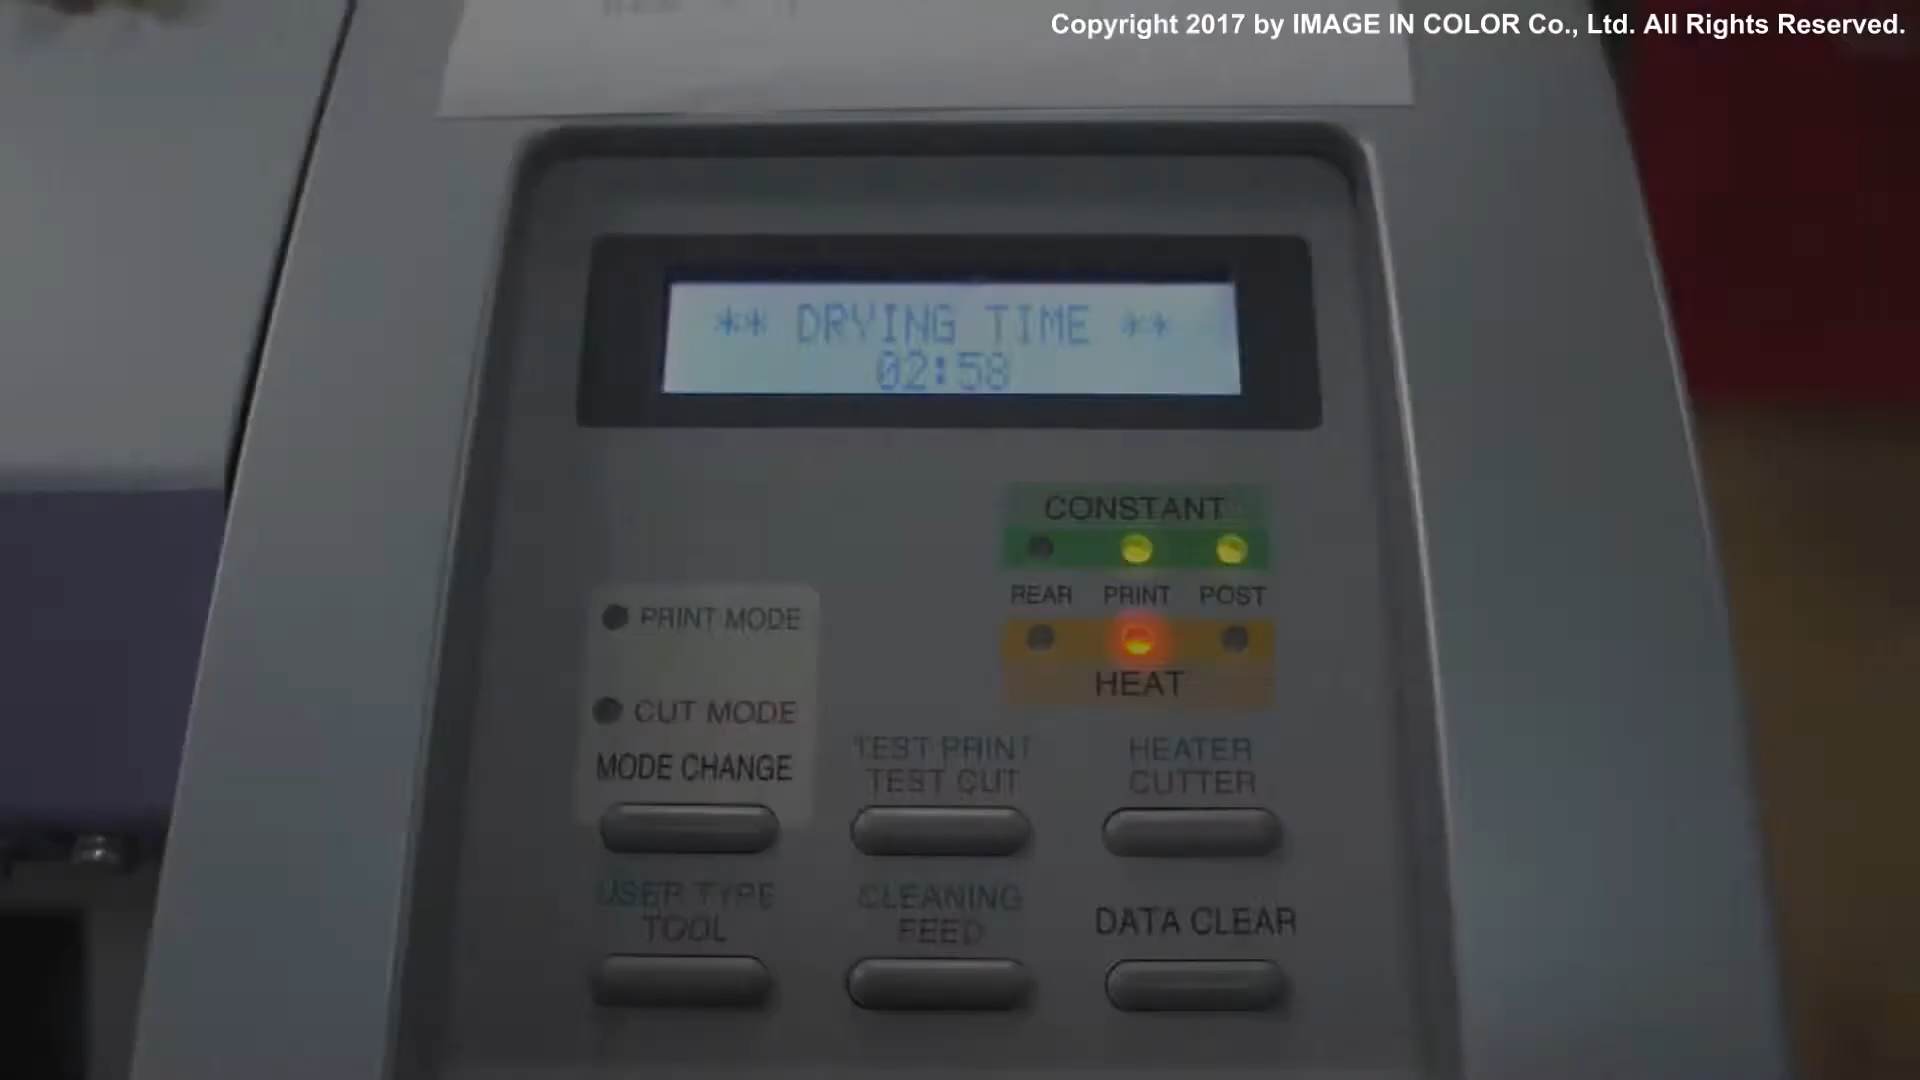 Copyright 2017 by IMAGE IN COLOR Co., Ltd. All Rights Reserved.
** DRYING TIME **
02:58
CONSTANT
REAR PRINT POST
HEAT
PRINT MODE
CUT MODE
MODE CHANGE
TEST PRINT
TEST CUT
HEATER
CUTTER
USER TYPE
TOOL
CLEANING
FEED
DATA CLEAR